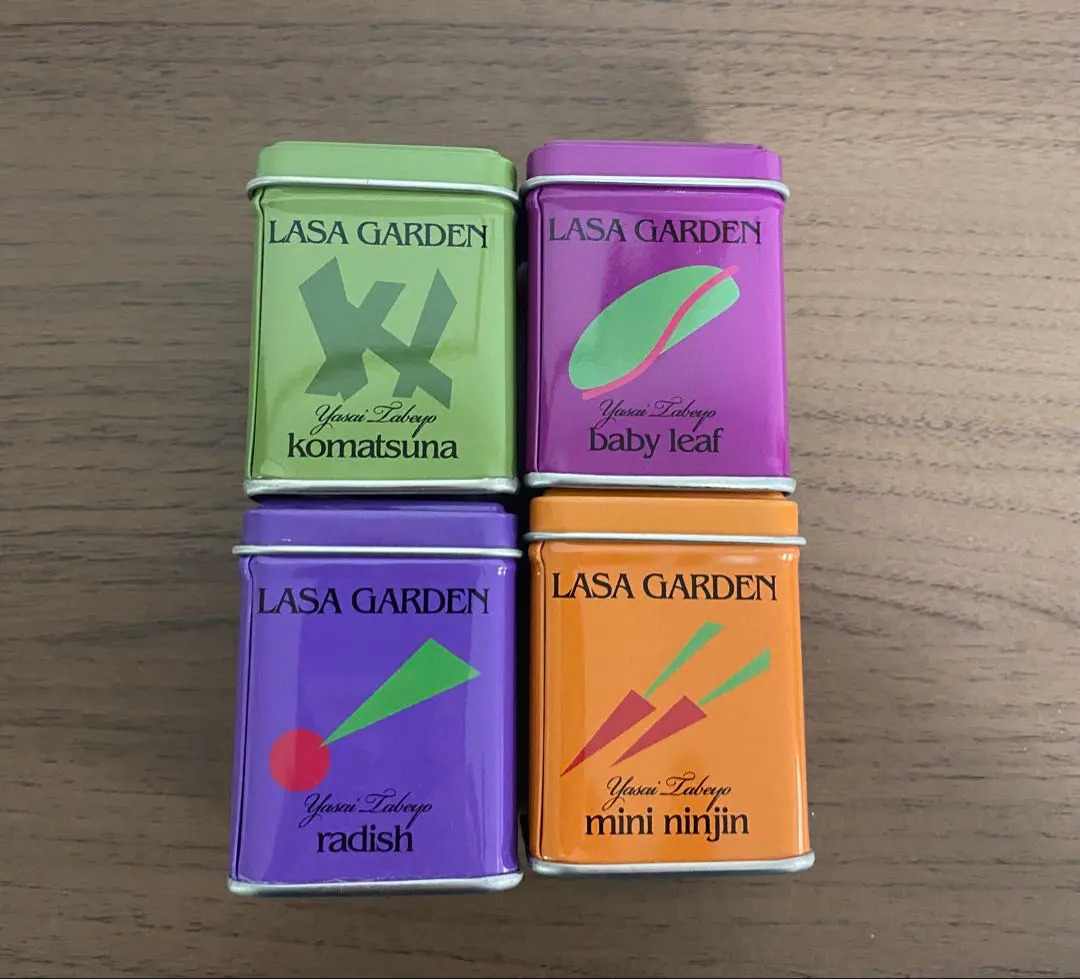 LASA GARDEN
Yasai Tabeyo
komatsuna
LASA GARDEN
Yasai Tabeyo
baby leaf
LASA GARDEN
Yasai Tabeyo
radish
LASA GARDEN
Yasai Tabeyo
mini ninjin